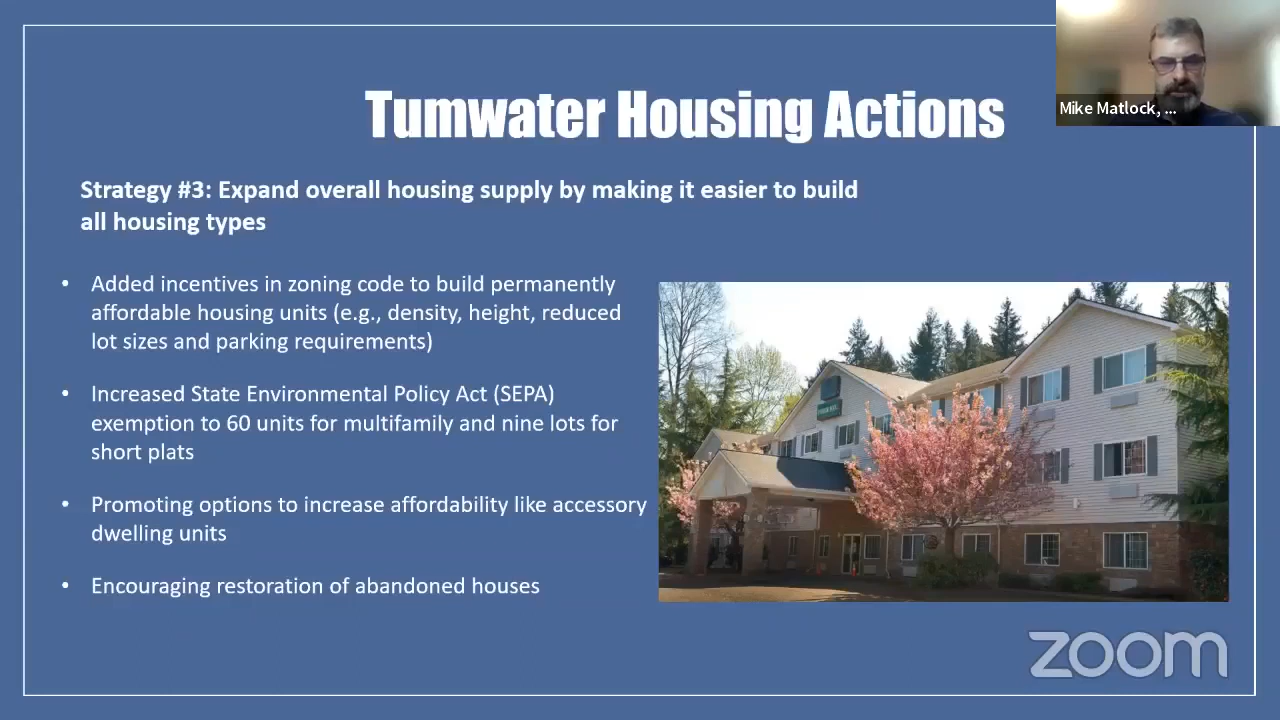 Mike Matlock, ...
Tumwater Housing Actions
Strategy #3: Expand overall housing supply by making it easier to build
all housing types
• Added incentives in zoning code to build permanently
affordable housing units (e.g., density, height, reduced
lot sizes and parking requirements)
• Increased State Environmental Policy Act (SEPA)
exemption to 60 units for multifamily and nine lots for
short plats
• Promoting options to increase affordability like accessory
dwelling units
• Encouraging restoration of abandoned houses
zoom